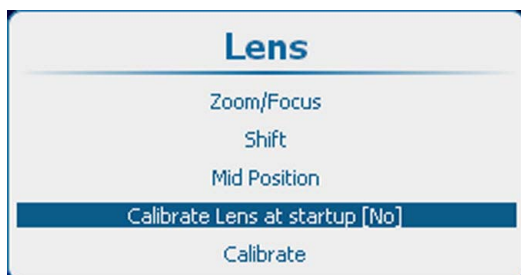 Lens
Zoom/Focus
Shift
Mid Position
Calibrate Lens at startup [No]
Calibrate